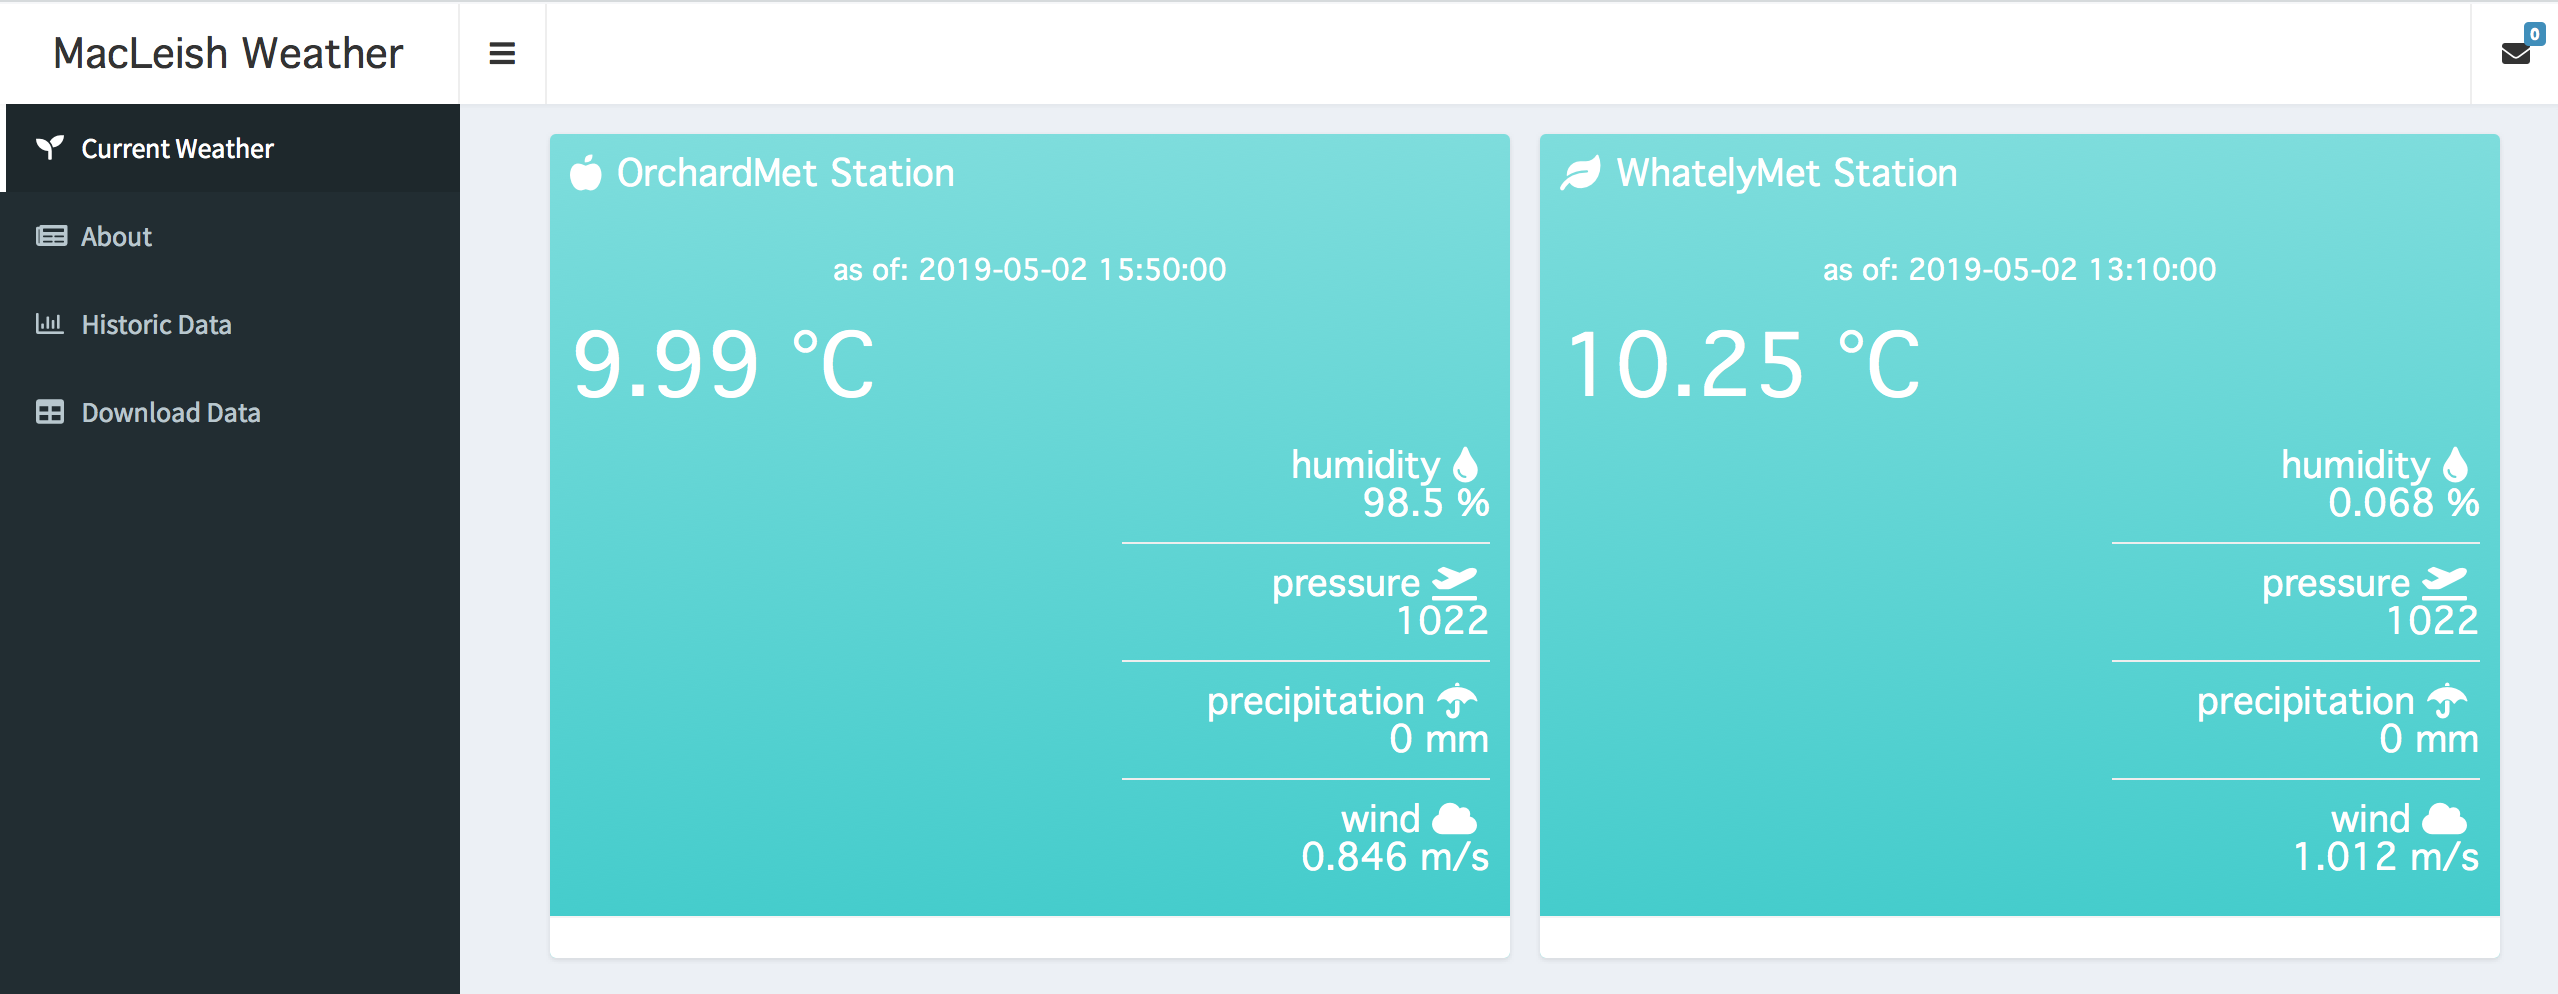 MacLeish Weather
0
Current Weather
About
Historic Data
Download Data
OrchardMet Station
as of: 2019-05-02 15:50:00
9.99 °C
humidity
98.5 %
pressure
1022
precipitation
0 mm
wind
0.846 m/s
WhatelyMet Station
as of: 2019-05-02 13:10:00
10.25 °C
humidity
0.068 %
pressure
1022
precipitation
0 mm
wind
1.012 m/s